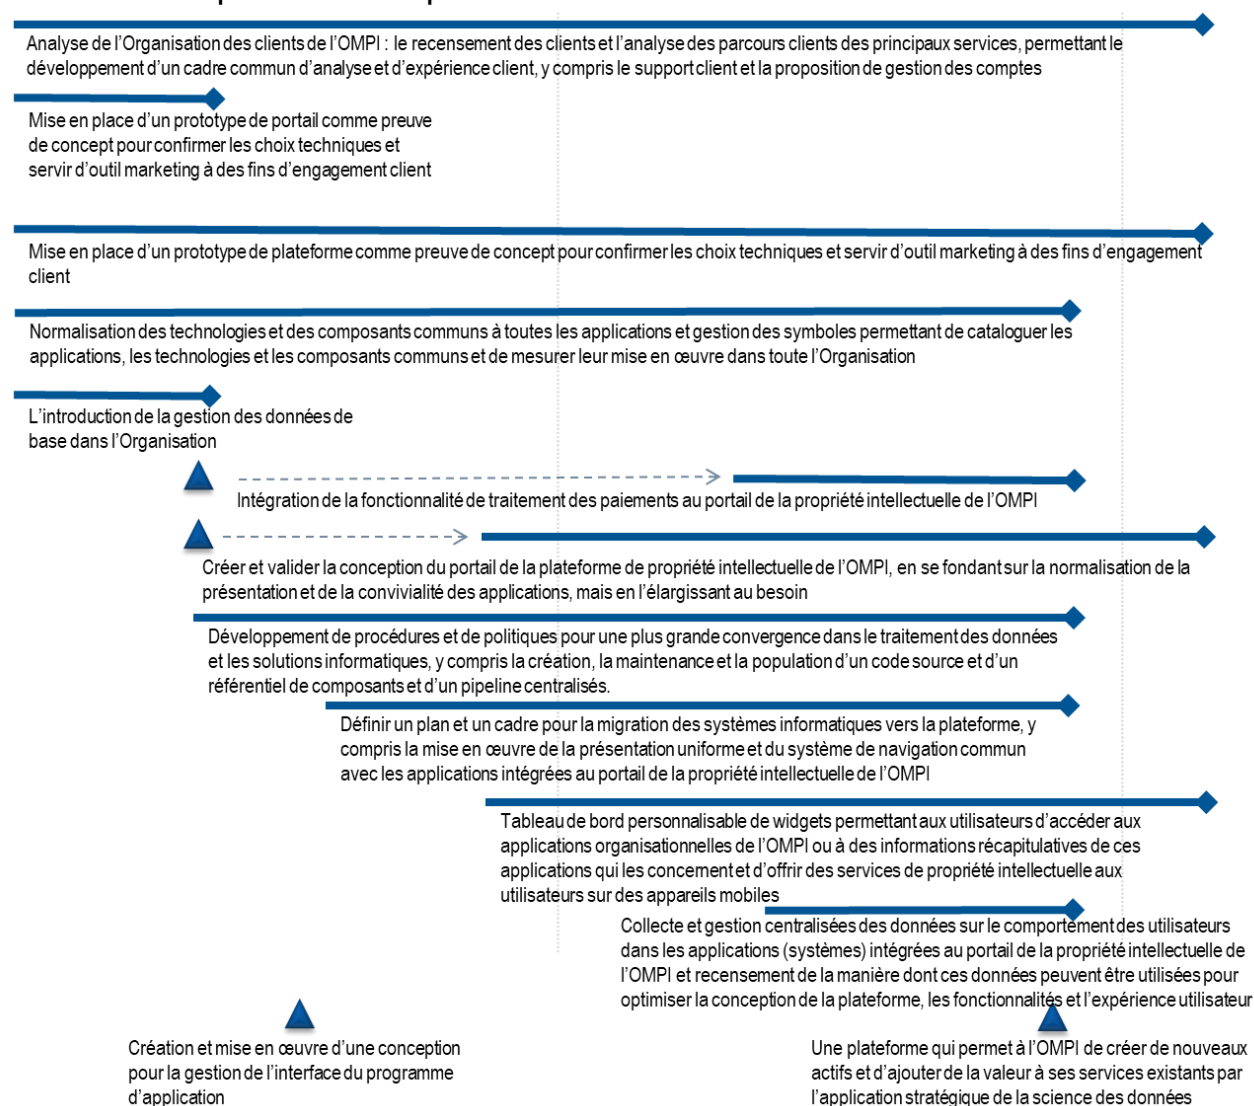 Analyse de l’Organisation des clients de l’OMPI : le recensement des clients et l’analyse des parcours clients des principaux services, permettant le
développement d’un cadre commun d’analyse et d’expérience client, y compris le support client et la proposition de gestion des comptes
Mise en place d’un prototype de portail comme preuve
de concept pour confirmer les choix techniques et
servir d’outil marketing à des fins d’engagement client
Mise en place d’un prototype de plateforme comme preuve de concept pour confirmer les choix techniques et servir d’outil marketing à des fins d’engagement
client
Normalisation des technologies et des composants communs à toutes les applications et gestion des symboles permettant de cataloguer les
applications, les technologies et les composants communs et de mesurer leur mise en œuvre dans toute l’Organisation
L’introduction de la gestion des données de
base dans l’Organisation
Intégration de la fonctionnalité de traitement des paiements au portail de la propriété intellectuelle de l’OMPI
Créer et valider la conception du portail de la plateforme de propriété intellectuelle de l’OMPI, en se fondant sur la normalisation de la
présentation et de la convivialité des applications, mais en l’élargissant au besoin
Développement de procédures et de politiques pour une plus grande convergence dans le traitement des données
et les solutions informatiques, y compris la création, la maintenance et la population d’un code source et d’un
référentiel de composants et d’un pipeline centralisés.
Définir un plan et un cadre pour la migration des systèmes informatiques vers la plateforme, y
compris la mise en œuvre de la présentation uniforme et du système de navigation commun
avec les applications intégrées au portail de la propriété intellectuelle de l’OMPI
Tableau de bord personnalisable de widgets permettant aux utilisateurs d’accéder aux
applications organisationnelles de l’OMPI ou à des informations récapitulatives de ces
applications qui les concernent et d’offrir des services de propriété intellectuelle aux
utilisateurs sur des appareils mobiles
Collecte et gestion centralisées des données sur le comportement des utilisateurs
dans les applications (systèmes) intégrées au portail de la propriété intellectuelle de
l’OMPI et recensement de la manière dont ces données peuvent être utilisées pour
optimiser la conception de la plateforme, les fonctionnalités et l’expérience utilisateur
Création et mise en œuvre d’une conception
pour la gestion de l’interface du programme
d’application
Une plateforme qui permet à l’OMPI de créer de nouveaux
actifs et d’ajouter de la valeur à ses services existants par
l’application stratégique de la science des données